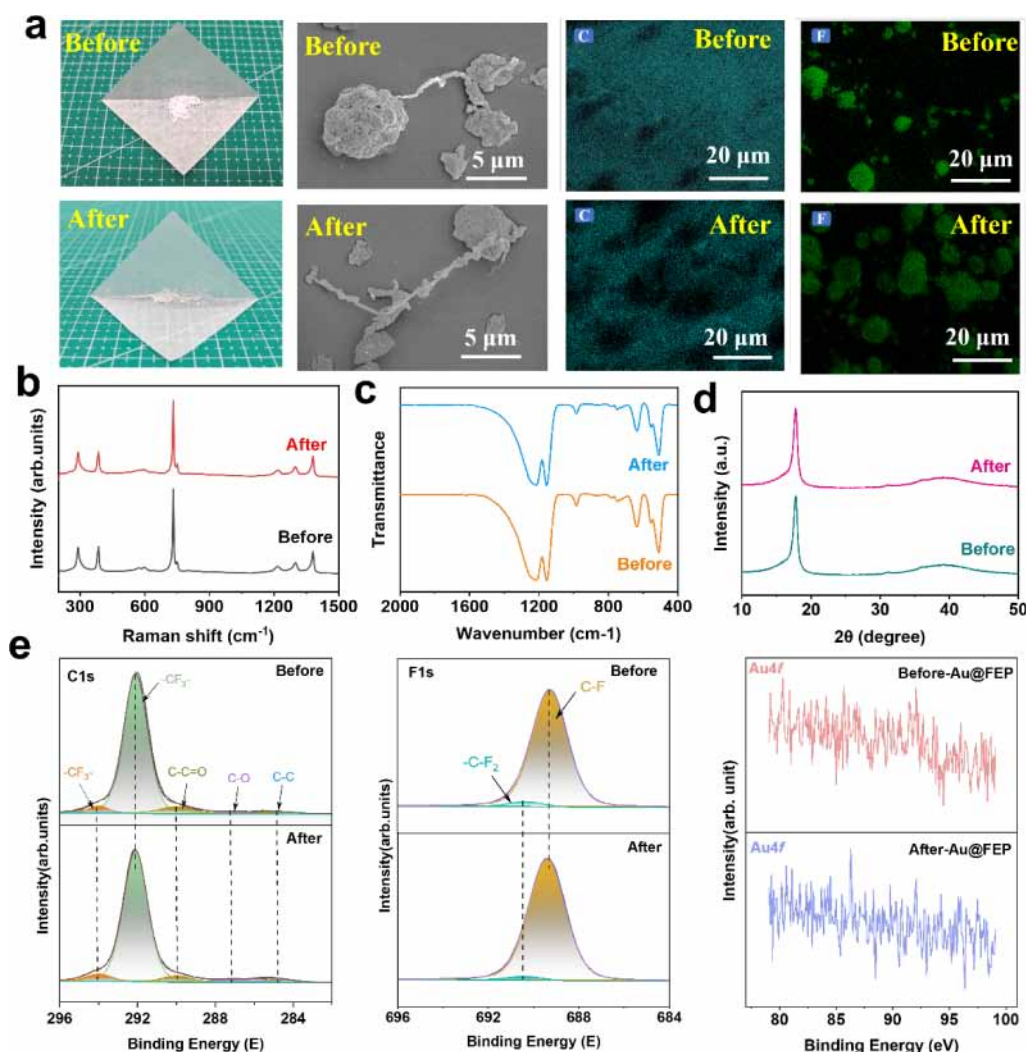 a
Before
Before
5 µm
C
Before
20 µm
F
Before
20 µm
After
After
5 µm
C
After
20 µm
F
After
20 µm
b
Intensity (arb.units)
After
Before
300 600 900 1200 1500
Raman shift (cm-1)
c
Transmittance
After
Before
2000 1600 1200 800 400
Wavenumber (cm-1)
d
Intensity (a.u.)
After
Before
10 20 30 40 50
2θ (degree)
e
Intensity(arb.units)
C1s
Before
-CF3-
-CF3-
C-C=O
C-O
C-C
After
296 292 288 284
Binding Energy (E)
Intensity(arb.units)
F1s
Before
C-F
-C-F2
After
696 692 688 684
Binding Energy (E)
Intensity(arb. unit)
Au4f
Before-Au@FEP
Intensity(arb. unit)
Au4f
After-Au@FEP
80 85 90 95 100
Binding Energy (eV)